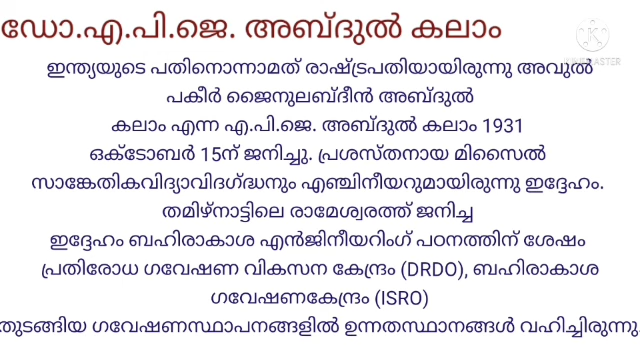 ഡോ.എ.പി.ജെ. അബ്ദുൽ കലാം
KINEMASTER
ഇന്ത്യയുടെ പതിനൊന്നാമത് രാഷ്ട്രപതിയായിരുന്നു അവുൽ
പകീർ ജൈനുലബ്ദീൻ അബ്ദുൽ
കലാം എന്ന എ.പി.ജെ. അബ്ദുൽ കലാം 1931
ഒക്ടോബർ 15ന് ജനിച്ചു. പ്രശസ്തനായ മിസൈൽ
സാങ്കേതികവിദ്യാവിദഗ്ദ്ധനും എഞ്ചിനീയറുമായിരുന്നു ഇദ്ദേഹം.
തമിഴ്നാട്ടിലെ രാമേശ്വരത്ത് ജനിച്ച
ഇദ്ദേഹം ബഹിരാകാശ എൻജിനീയറിംഗ് പഠനത്തിന് ശേഷം
പ്രതിരോധ ഗവേഷണ വികസന കേന്ദ്രം (DRDO), ബഹിരാകാശ
ഗവേഷണകേന്ദ്രം (ISRO)
തുടങ്ങിയ ഗവേഷണസ്ഥാപനങ്ങളിൽ ഉന്നതസ്ഥാനങ്ങൾ വഹിച്ചിരുന്നു.